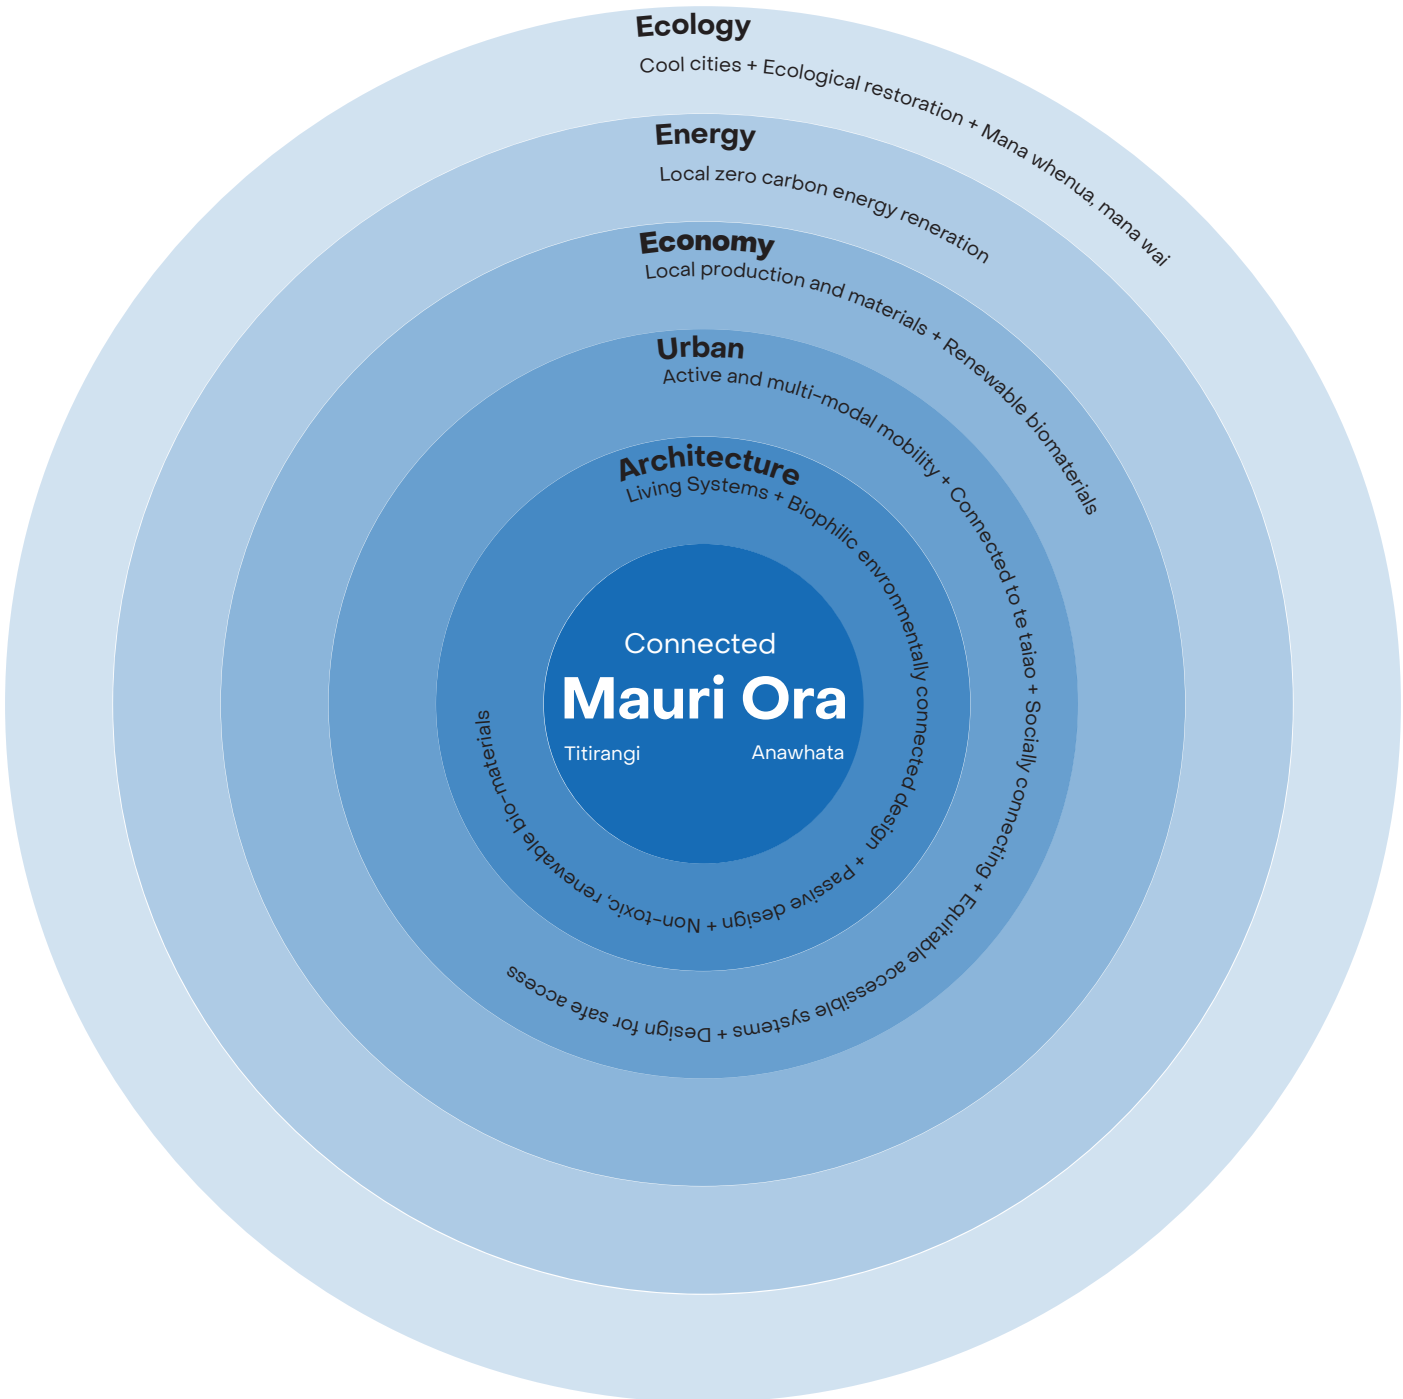 Ecology
Cool cities + Ecological restoration + Mana whenua, mana wai
Energy
Local zero carbon energy reneration
Economy
Local production and materials + Renewable biomaterials
Urban
Active and multi-modal mobility + Connected to te taiao + Socially connecting + Equitable accessible systems + Design for safe access
Architecture
Living Systems + Biophilic envronmentally connected design + Passive design + Non-toxic, renewable bio-materials
Connected
Mauri Ora
Titirangi Anawhata